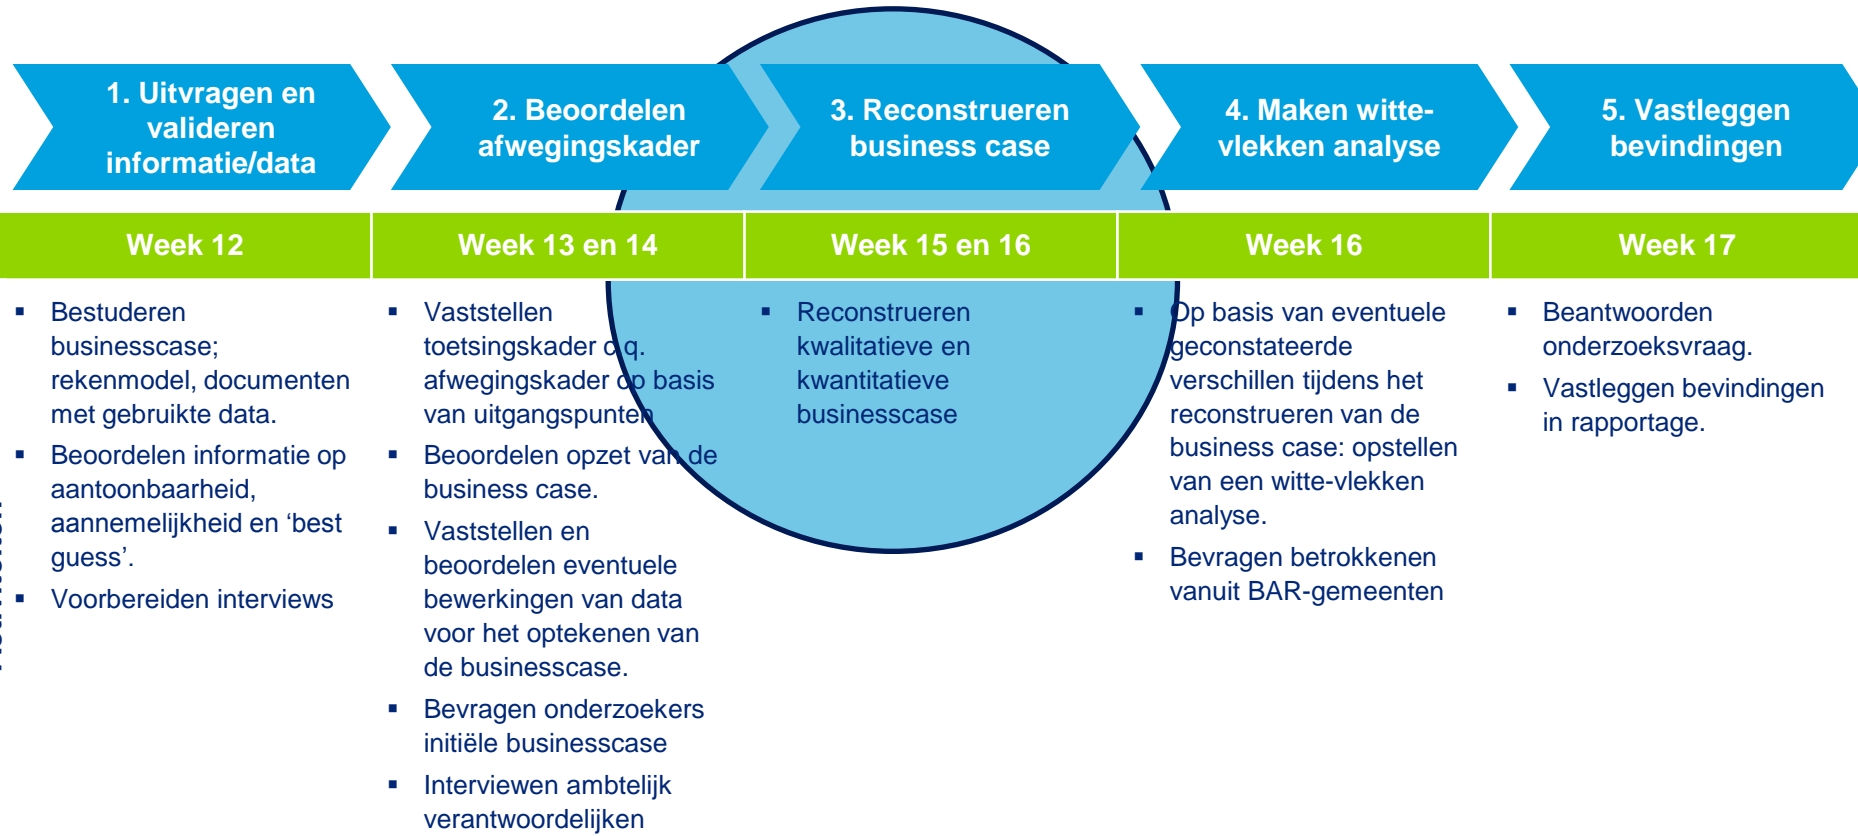 1. Uitvragen en
valideren
informatie/data
2. Beoordelen
afwegingskader
3. Reconstrueren
business case
4. Maken witte-
vlekken analyse
5. Vastleggen
bevindingen
Week 12
Week 13 en 14
Week 15 en 16
Week 16
Week 17
▪ Bestuderen
businesscase;
rekenmodel, documenten
met gebruikte data.
▪ Beoordelen informatie op
aantoonbaarheid,
aannemelijkheid en ‘best
guess’.
▪ Voorbereiden interviews
▪ Vaststellen
toetsingskader c.q.
afwegingskader op basis
van uitgangspunten
▪ Beoordelen opzet van de
business case.
▪ Vaststellen en
beoordelen eventuele
bewerkingen van data
voor het optekenen van
de businesscase.
▪ Bevragen onderzoekers
initiële businesscase
▪ Interviewen ambtelijk
verantwoordelijken
▪ Reconstrueren
kwalitatieve en
kwantitatieve
businesscase
▪ Op basis van eventuele
geconstateerde
verschillen tijdens het
reconstrueren van de
business case: opstellen
van een witte-vlekken
analyse.
▪ Bevragen betrokkenen
vanuit BAR-gemeenten
▪ Beantwoorden
onderzoeksvraag.
▪ Vastleggen bevindingen
in rapportage.